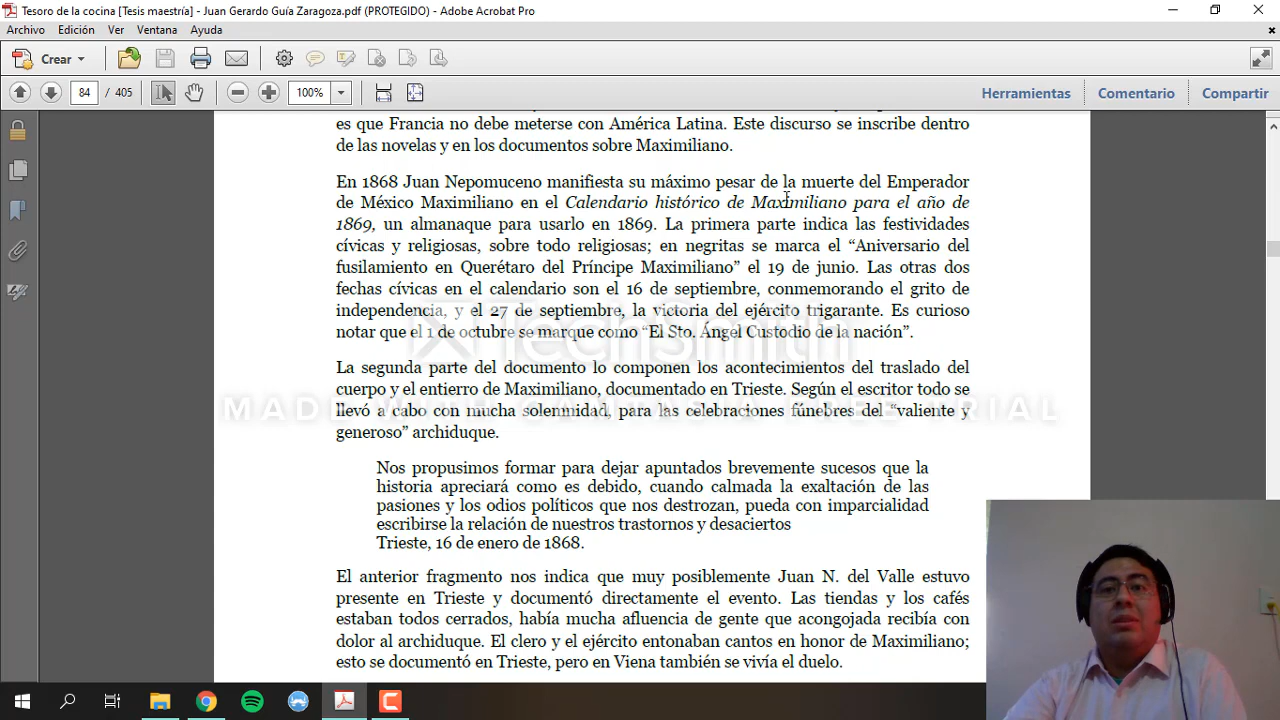 Tesoro de la cocina [Tesis maestría] - Juan Gerardo Guía Zaragoza.pdf (PROTEGIDO) - Adobe Acrobat Pro
Archivo Edición Ver Ventana Ayuda
Crear
84 / 405 100% Herramientas Comentario Compartir
es que Francia no debe meterse con América Latina. Este discurso se inscribe dentro
de las novelas y en los documentos sobre Maximiliano.
En 1868 Juan Nepomuceno manifiesta su máximo pesar de la muerte del Emperador
de México Maximiliano en el Calendario histórico de Maximiliano para el año de
1869, un almanaque para usarlo en 1869. La primera parte indica las festividades
cívicas y religiosas, sobre todo religiosas; en negritas se marca el “Aniversario del
fusilamiento en Querétaro del Príncipe Maximiliano” el 19 de junio. Las otras dos
fechas cívicas en el calendario son el 16 de septiembre, conmemorando el grito de
independencia, y el 27 de septiembre, la victoria del ejército trigarante. Es curioso
notar que el 1 de octubre se marque como “El Sto. Ángel Custodio de la nación”.
TechSmith
La segunda parte del documento lo componen los acontecimientos del traslado del
cuerpo y el entierro de Maximiliano, documentado en Trieste. Según el escritor todo se
llevó a cabo con mucha solemnidad, para las celebraciones fúnebres del “valiente y
MADE WITH CAMTASIA FREE TRIAL
generoso” archiduque.
Nos propusimos formar para dejar apuntados brevemente sucesos que la
historia apreciará como es debido, cuando calmada la exaltación de las
pasiones y los odios políticos que nos destrozan, pueda con imparcialidad
escribirse la relación de nuestros trastornos y desaciertos
Trieste, 16 de enero de 1868.
El anterior fragmento nos indica que muy posiblemente Juan N. del Valle estuvo
presente en Trieste y documentó directamente el evento. Las tiendas y los cafés
estaban todos cerrados, había mucha afluencia de gente que acongojada recibía con
dolor al archiduque. El clero y el ejército entonaban cantos en honor de Maximiliano;
esto se documentó en Trieste, pero en Viena también se vivía el duelo.